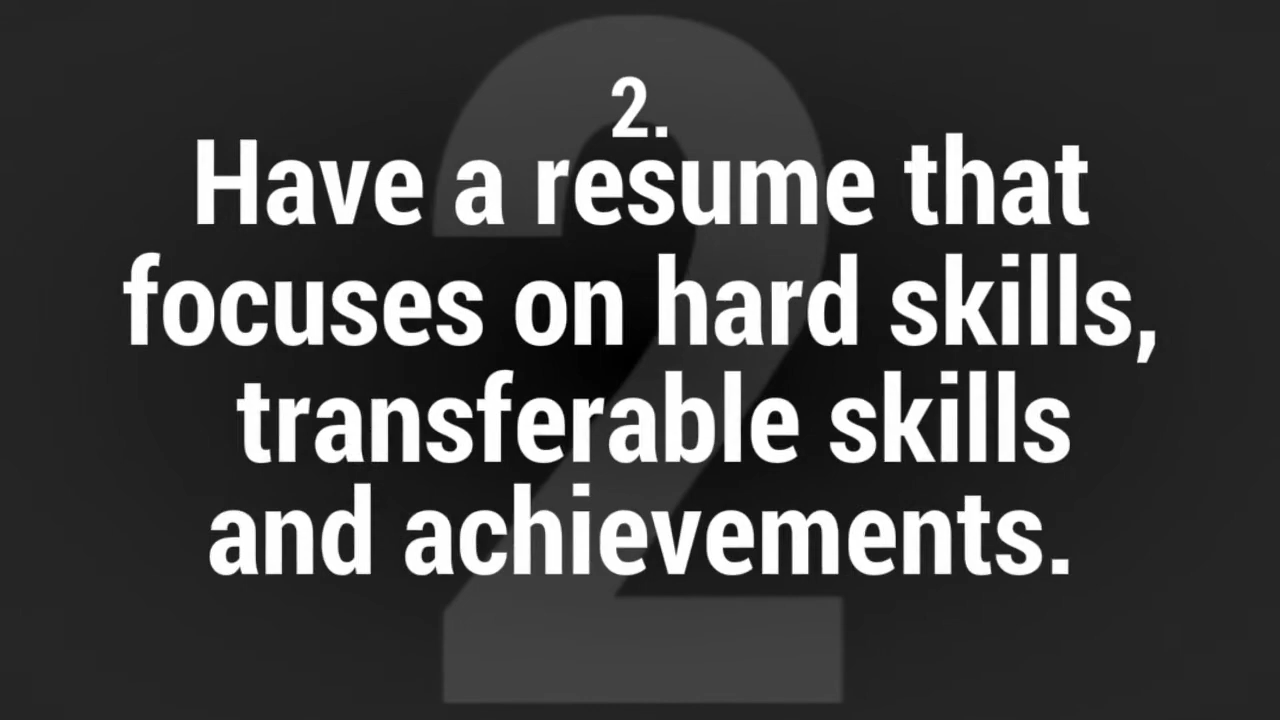 2.
Have a resume that
focuses on hard skills,
transferable skills
and achievements.